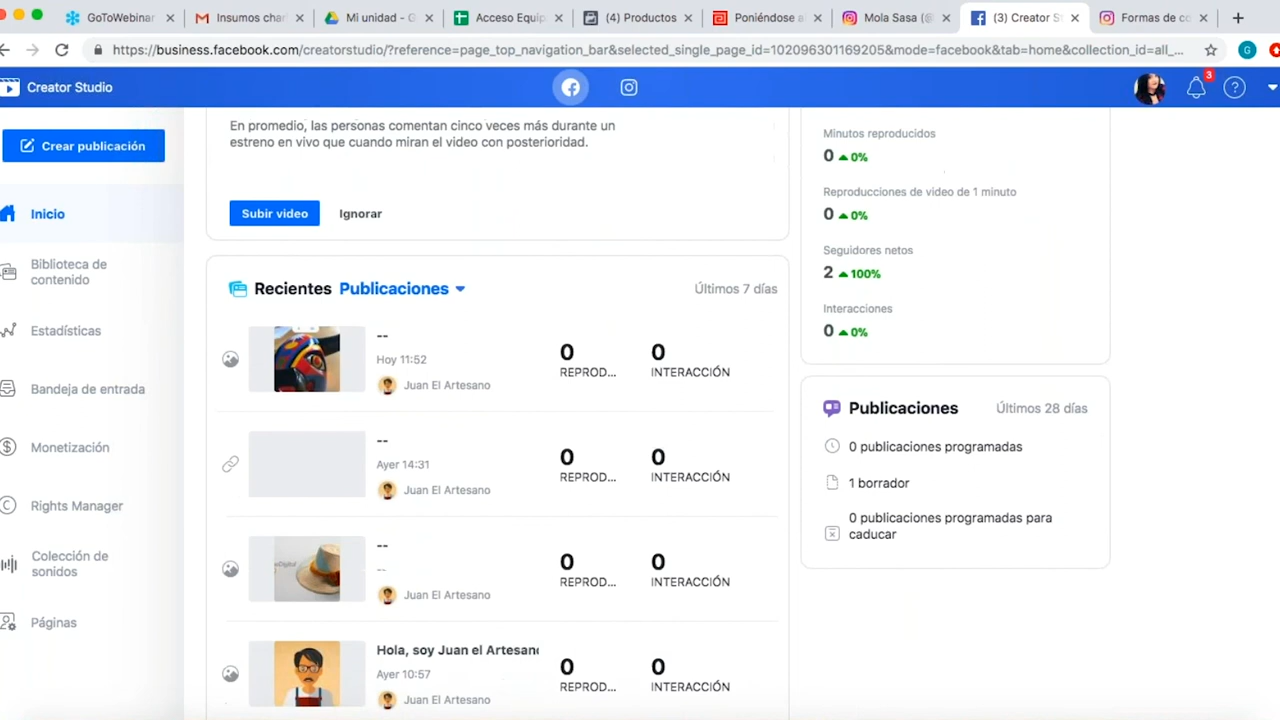 GoToWebinar
Insumos char
Mi unidad - G
Acceso Equip
(4) Productos
Poniéndose a
Mola Sasa (@
(3) Creator S
Formas de co
https://business.facebook.com/creatorstudio/?reference=page_top_navigation_bar&selected_single_page_id=102096301169205&mode=facebook&tab=home&collection_id=all_...
G
Creator Studio
3
Crear publicación
Inicio
Biblioteca de
contenido
Estadísticas
Bandeja de entrada
Monetización
Rights Manager
Colección de
sonidos
Páginas
En promedio, las personas comentan cinco veces más durante un
estreno en vivo que cuando miran el video con posterioridad.
Subir video Ignorar
Recientes Publicaciones Últimos 7 días
--
Hoy 11:52
Juan El Artesano
0 0
REPROD... INTERACCIÓN
--
Ayer 14:31
Juan El Artesano
0 0
REPROD... INTERACCIÓN
--
--
Juan El Artesano
0 0
REPROD... INTERACCIÓN
Hola, soy Juan el Artesano
Ayer 10:57
Juan El Artesano
0 0
REPROD... INTERACCIÓN
Minutos reproducidos
0 0%
Reproducciones de video de 1 minuto
0 0%
Seguidores netos
2 100%
Interacciones
0 0%
Publicaciones Últimos 28 días
0 publicaciones programadas
1 borrador
0 publicaciones programadas para
caducar